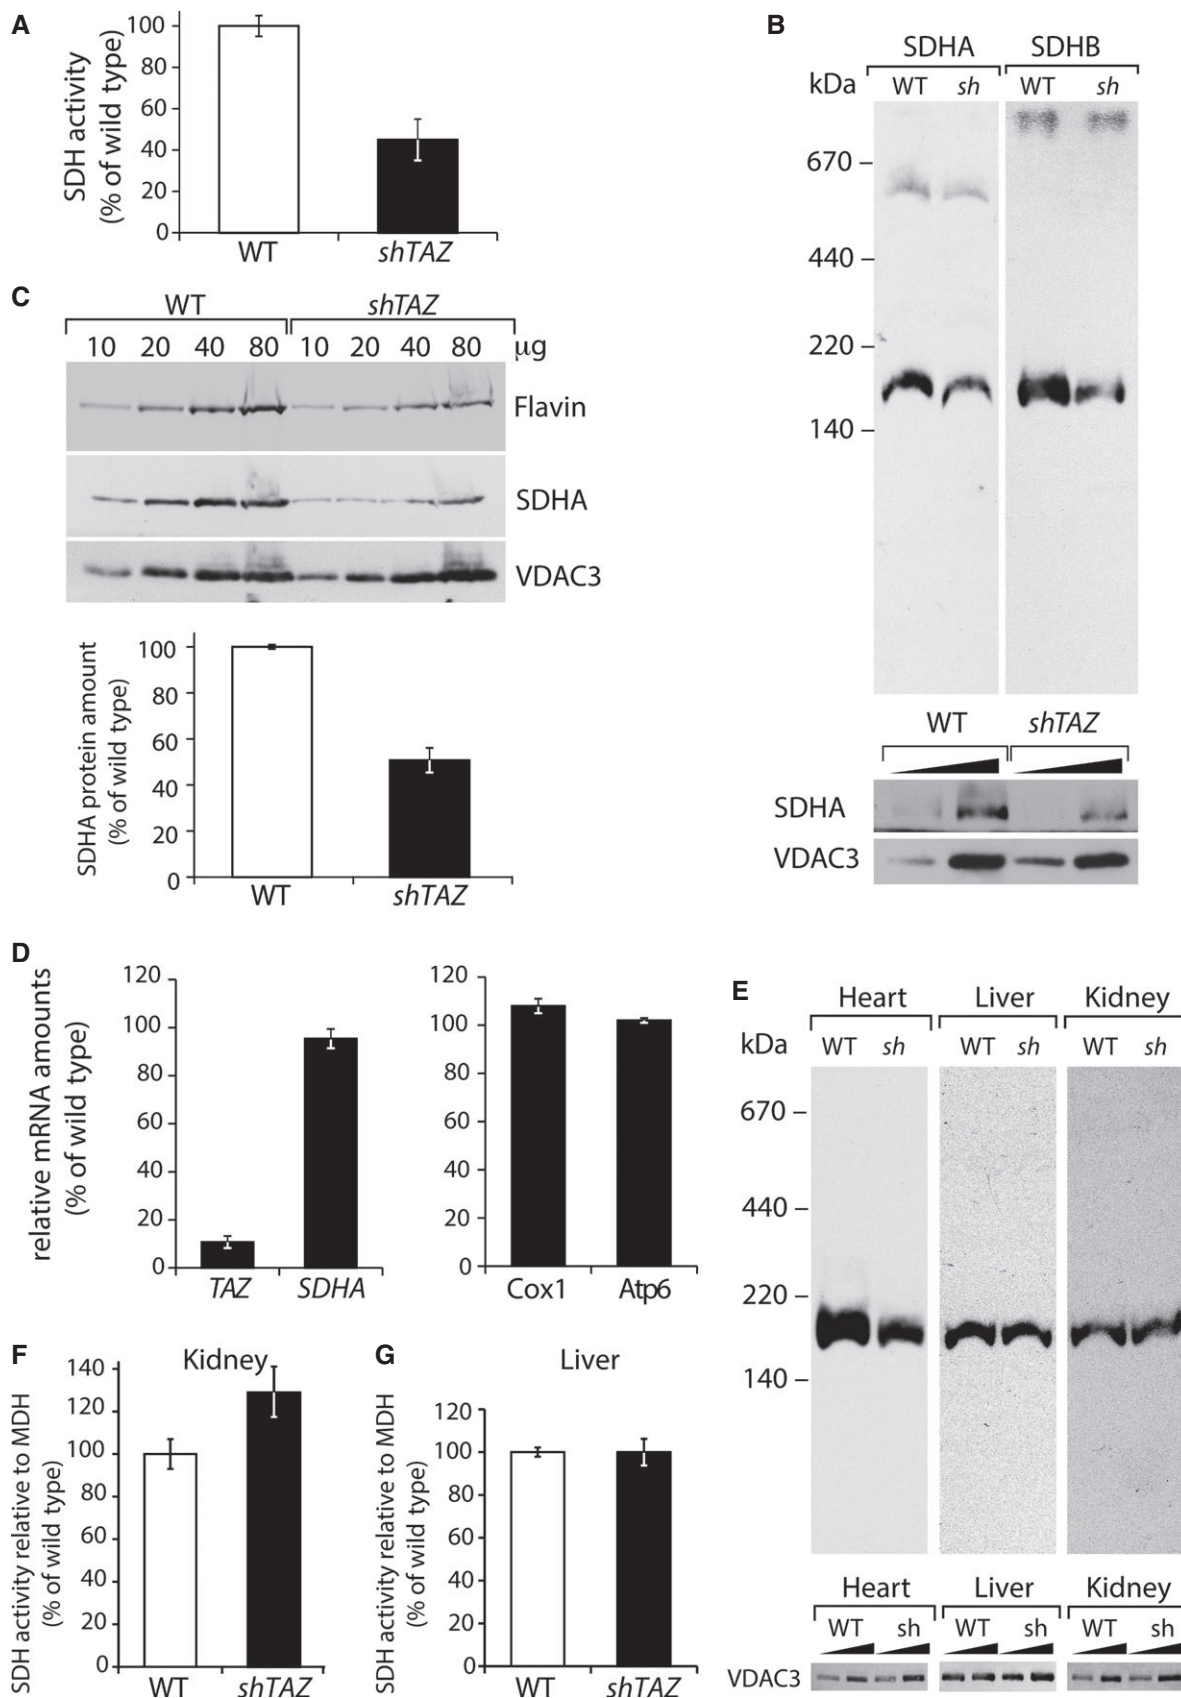 A
SDH activity
(% of wild type)
100
80
60
40
20
0
WT shTAZ
B
SDHA SDHB
kDa WT sh WT sh
670
440
220
140
WT shTAZ
SDHA
VDAC3
C
WT shTAZ
10 20 40 80 10 20 40 80 µg
Flavin
SDHA
VDAC3
SDHA protein amount
(% of wild type)
100
80
60
40
20
0
WT shTAZ
D
relative mRNA amounts
(% of wild type)
120
100
80
60
40
20
0
TAZ SDHA
120
100
80
60
40
20
0
Cox1 Atp6
E
Heart Liver Kidney
kDa WT sh WT sh WT sh
670
440
220
140
Heart Liver Kidney
WT sh WT sh WT sh
VDAC3
F
Kidney
SDH activity relative to MDH
(% of wild type)
140
120
100
80
60
40
20
0
WT shTAZ
G
Liver
SDH activity relative to MDH
(% of wild type)
120
100
80
60
40
20
0
WT shTAZ